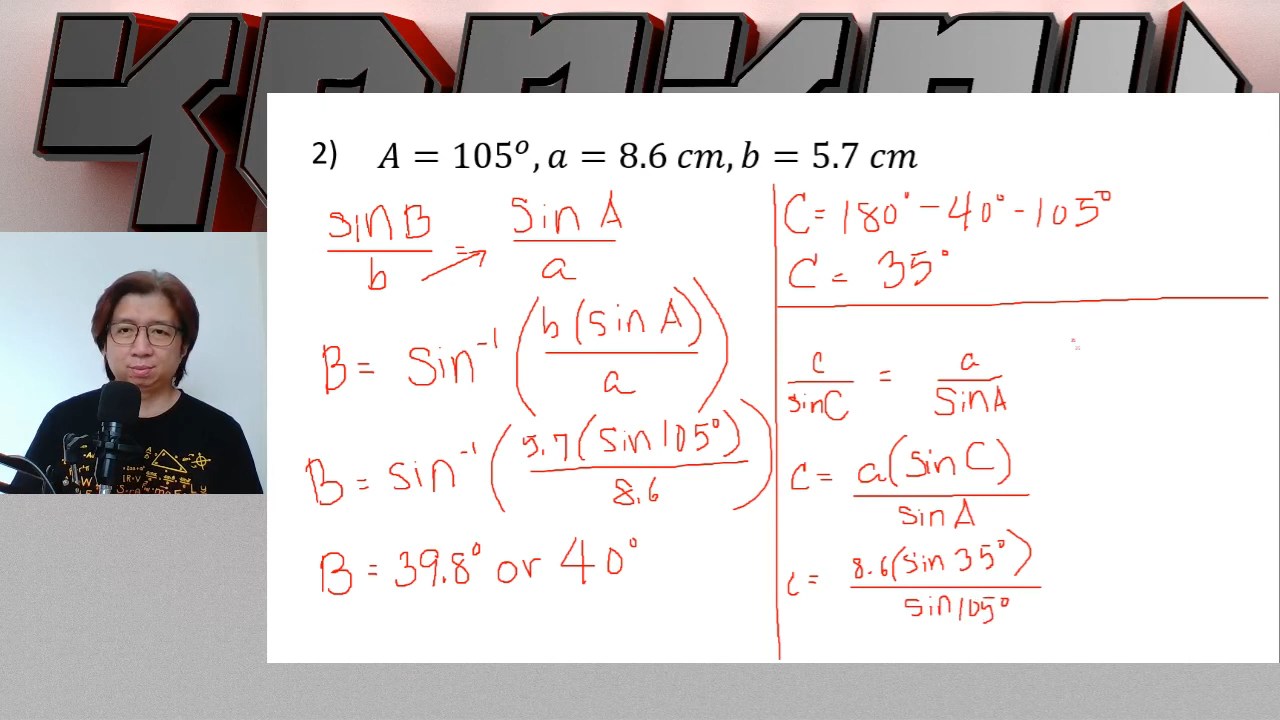 2) A = 105°, a = 8.6 cm, b = 5.7 cm
sin B / b = sin A / a
B = sin⁻¹ ( b (sin A) / a )
B = sin⁻¹ ( 5.7 (sin 105°) / 8.6 )
B = 39.8° or 40°
C = 180° - 40° - 105°
C = 35°
c / sin C = a / sin A
c = a (sin C) / sin A
c = 8.6 (sin 35°) / sin 105°